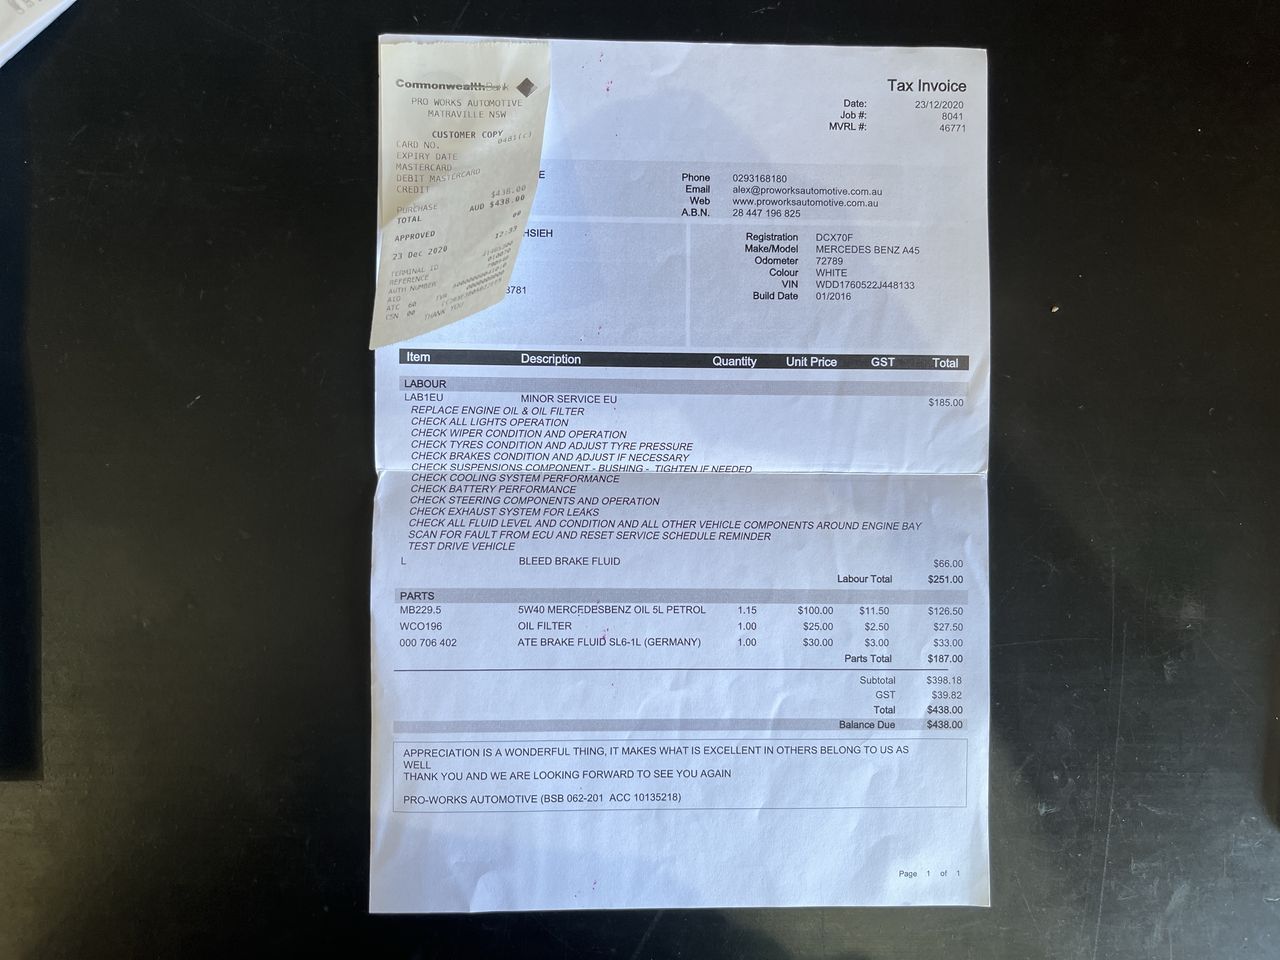 CommonwealthBank
PRO WORKS AUTOMOTIVE
MATRAVILLE NSW
CUSTOMER COPY
CARD NO. 0481(c)
EXPIRY DATE
MASTERCARD
DEBIT MASTERCARD
CREDIT
PURCHASE $438.00
TOTAL AUD $438.00
APPROVED 00
23 Dec 2020
TERMINAL ID
REFERENCE
AUTH NUMBER
AID
ATC 60 TVR
CSN 00
THANK YOU
Tax Invoice
Date: 23/12/2020
Job #: 8041
MVRL #: 46771
E
Phone 0293168180
Email alex@proworksautomotive.com.au
Web www.proworksautomotive.com.au
A.B.N. 28 447 196 825
HSIEH
3781
Registration DCX70F
Make/Model MERCEDES BENZ A45
Odometer 72789
Colour WHITE
VIN WDD1760522J448133
Build Date 01/2016
Item Description Quantity Unit Price GST Total
LABOUR
LAB1EU MINOR SERVICE EU $185.00
REPLACE ENGINE OIL & OIL FILTER
CHECK ALL LIGHTS OPERATION
CHECK WIPER CONDITION AND OPERATION
CHECK TYRES CONDITION AND ADJUST TYRE PRESSURE
CHECK BRAKES CONDITION AND ADJUST IF NECESSARY
CHECK SUSPENSIONS COMPONENT - BUSHING - TIGHTEN IF NEEDED
CHECK COOLING SYSTEM PERFORMANCE
CHECK BATTERY PERFORMANCE
CHECK STEERING COMPONENTS AND OPERATION
CHECK EXHAUST SYSTEM FOR LEAKS
CHECK ALL FLUID LEVEL AND CONDITION AND ALL OTHER VEHICLE COMPONENTS AROUND ENGINE BAY
SCAN FOR FAULT FROM ECU AND RESET SERVICE SCHEDULE REMINDER
TEST DRIVE VEHICLE
L BLEED BRAKE FLUID $66.00
Labour Total $251.00
PARTS
MB229.5 5W40 MERCEDESBENZ OIL 5L PETROL 1.15 $100.00 $11.50 $126.50
WCO196 OIL FILTER 1.00 $25.00 $2.50 $27.50
000 706 402 ATE BRAKE FLUID SL6-1L (GERMANY) 1.00 $30.00 $3.00 $33.00
Parts Total $187.00
Subtotal $398.18
GST $39.82
Total $438.00
Balance Due $438.00
APPRECIATION IS A WONDERFUL THING, IT MAKES WHAT IS EXCELLENT IN OTHERS BELONG TO US AS
WELL
THANK YOU AND WE ARE LOOKING FORWARD TO SEE YOU AGAIN
PRO-WORKS AUTOMOTIVE (BSB 062-201 ACC 10135218)
Page 1 of 1